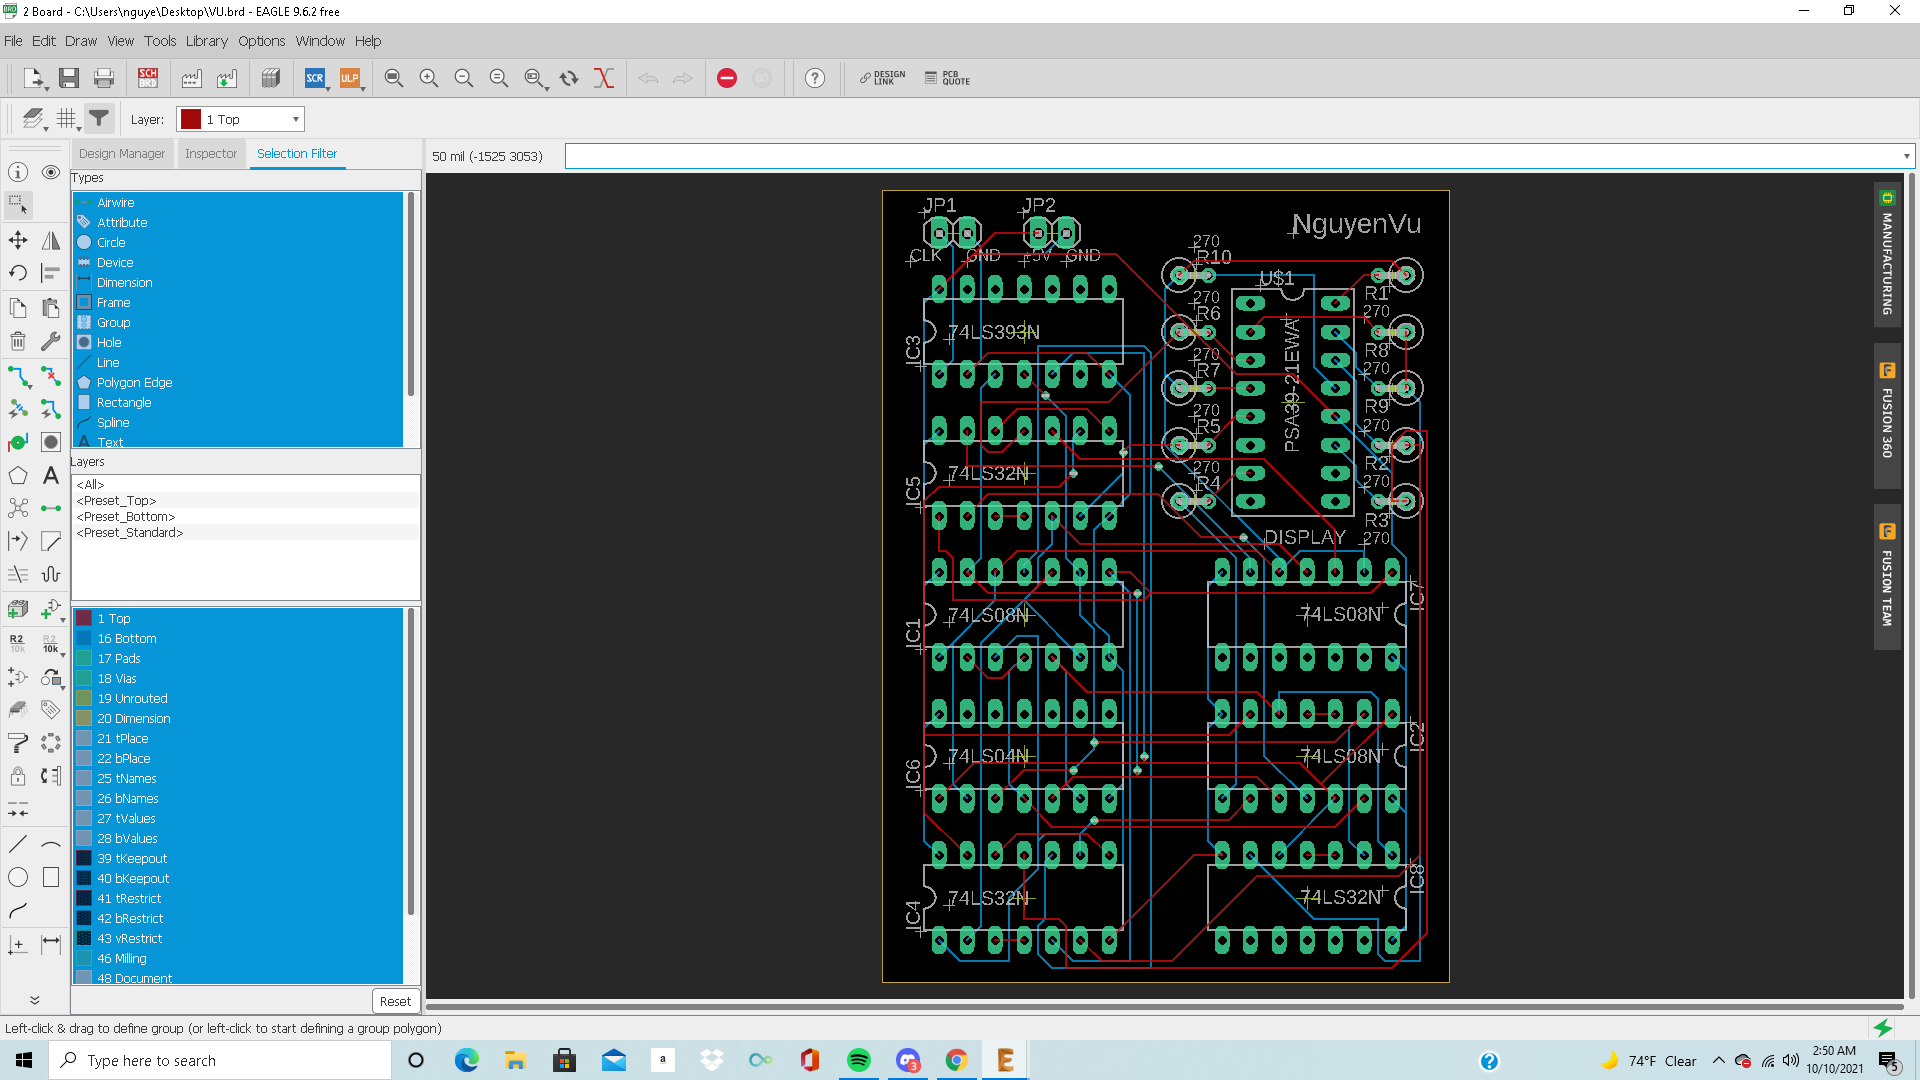 2 Board - C:\Users\nguye\Desktop\VU.brd - EAGLE 9.6.2 free
File Edit Draw View Tools Library Options Window Help
SCH BRD SCR ULP DESIGN LINK PCB QUOTE
Layer: 1 Top
Design Manager Inspector Selection Filter
50 mil (-1525 3053)
Types
Airwire
Attribute
Circle
Device
Dimension
Frame
Group
Hole
Line
Polygon Edge
Rectangle
Spline
Text
Layers
<All>
<Preset_Top>
<Preset_Bottom>
<Preset_Standard>
1 Top
16 Bottom
17 Pads
18 Vias
19 Unrouted
20 Dimension
21 tPlace
22 bPlace
25 tNames
26 bNames
27 tValues
28 bValues
39 tKeepout
40 bKeepout
41 tRestrict
42 bRestrict
43 vRestrict
46 Milling
48 Document
Reset
R2 10k
R2 10k
JP1 JP2
NguyenVu
CLK GND +5V GND
270
R10
U$1
270
R6
270
R7
270
R5
270
R4
R1
270
R8
270
R9
270
R2
270
R3
270
PSA39-21EWA
DISPLAY
IC3 74LS393N
IC5 74LS32N
IC1 74LS08N
74LS08N IC7
IC6 74LS04N
74LS08N IC2
IC4 74LS32N
74LS32N IC8
MANUFACTURING
FUSION 360
FUSION TEAM
Left-click & drag to define group (or left-click to start defining a group polygon)
Type here to search
a
3
74°F Clear
2:50 AM
10/10/2021
5